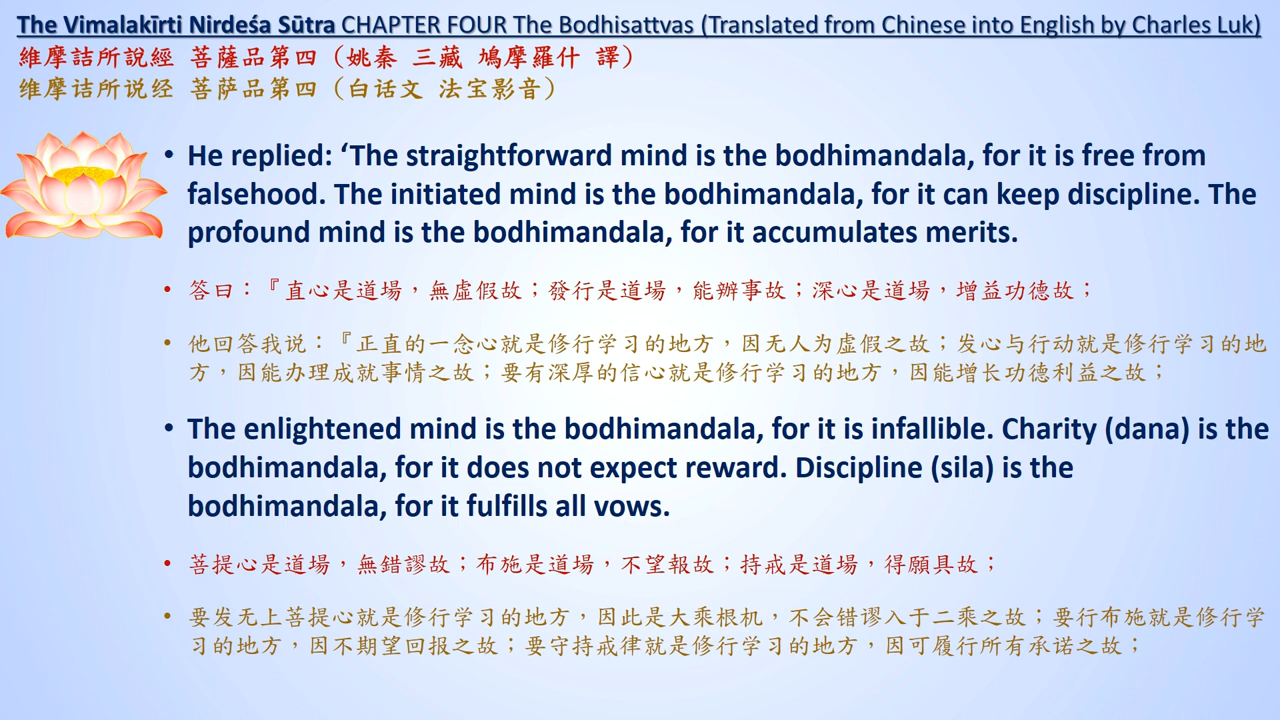 The Vimalakīrti Nirdeśa Sūtra CHAPTER FOUR The Bodhisattvas (Translated from Chinese into English by Charles Luk)
維摩詰所說經 菩薩品第四 (姚秦 三藏 鳩摩羅什 譯)
维摩诘所说经 菩萨品第四 (白话文 法宝影音)
• He replied: ‘The straightforward mind is the bodhimandala, for it is free from
falsehood. The initiated mind is the bodhimandala, for it can keep discipline. The
profound mind is the bodhimandala, for it accumulates merits.
• 答曰：『直心是道場，無虛假故；發行是道場，能辦事故；深心是道場，增益功德故；
• 他回答我说：『正直的一念心就是修行学习的地方，因无人为虚假之故；发心与行动就是修行学习的地
方，因能办理成就事情之故；要有深厚的信心就是修行学习的地方，因能增长功德利益之故；
• The enlightened mind is the bodhimandala, for it is infallible. Charity (dana) is the
bodhimandala, for it does not expect reward. Discipline (sila) is the
bodhimandala, for it fulfills all vows.
• 菩提心是道場，無錯謬故；布施是道場，不望報故；持戒是道場，得願具故；
• 要发无上菩提心就是修行学习的地方，因此是大乘根机，不会错谬入于二乘之故；要行布施就是修行学
习的地方，因不期望回报之故；要守持戒律就是修行学习的地方，因可履行所有承诺之故；